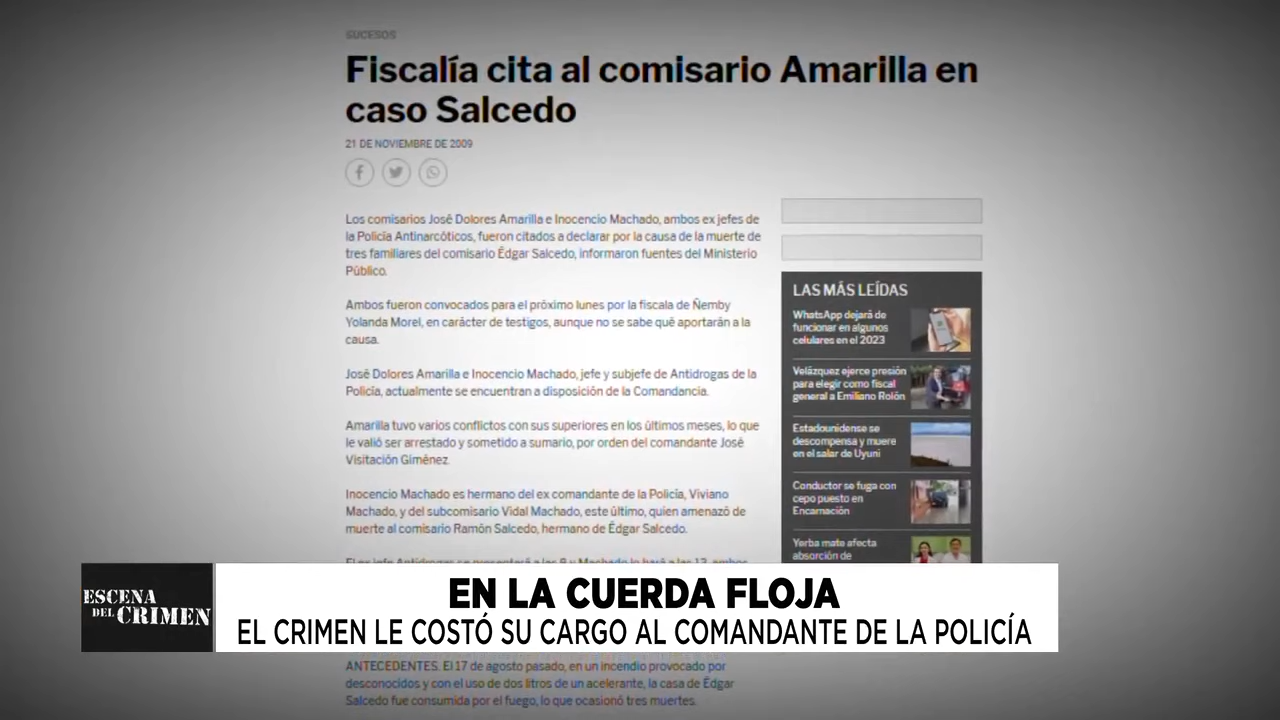 SUCESOS
Fiscalía cita al comisario Amarilla en
caso Salcedo
21 DE NOVIEMBRE DE 2009
Los comisarios José Dolores Amarilla e Inocencio Machado, ambos ex jefes de
la Policía Antinarcóticos, fueron citados a declarar por la causa de la muerte de
tres familiares del comisario Édgar Salcedo, informaron fuentes del Ministerio
Público.
Ambos fueron convocados para el próximo lunes por la fiscala de Ñemby
Yolanda Morel, en carácter de testigos, aunque no se sabe qué aportarán a la
causa.
José Dolores Amarilla e Inocencio Machado, jefe y subjefe de Antidrogas de la
Policía, actualmente se encuentran a disposición de la Comandancia.
Amarilla tuvo varios conflictos con sus superiores en los últimos meses, lo que
le valió ser arrestado y sometido a sumario, por orden del comandante José
Visitación Giménez.
Inocencio Machado es hermano del ex comandante de la Policía, Viviano
Machado, y del subcomisario Vidal Machado, este último, quien amenazó de
muerte al comisario Ramón Salcedo, hermano de Édgar Salcedo.
LAS MÁS LEÍDAS
WhatsApp dejará de
funcionar en algunos
celulares en el 2023
Velázquez ejerce presión
para elegir como fiscal
general a Emiliano Rolón
Estadounidense se
descompensa y muere
en el salar de Uyuni
Conductor se fuga con
cepo puesto en
Encarnación
Yerba mate afecta
absorción de
ESCENA
DEL CRIMEN
EN LA CUERDA FLOJA
EL CRIMEN LE COSTÓ SU CARGO AL COMANDANTE DE LA POLICÍA
ANTECEDENTES. El 17 de agosto pasado, en un incendio provocado por
desconocidos y con el uso de dos litros de un acelerante, la casa de Édgar
Salcedo fue consumida por el fuego, lo que ocasionó tres muertes.